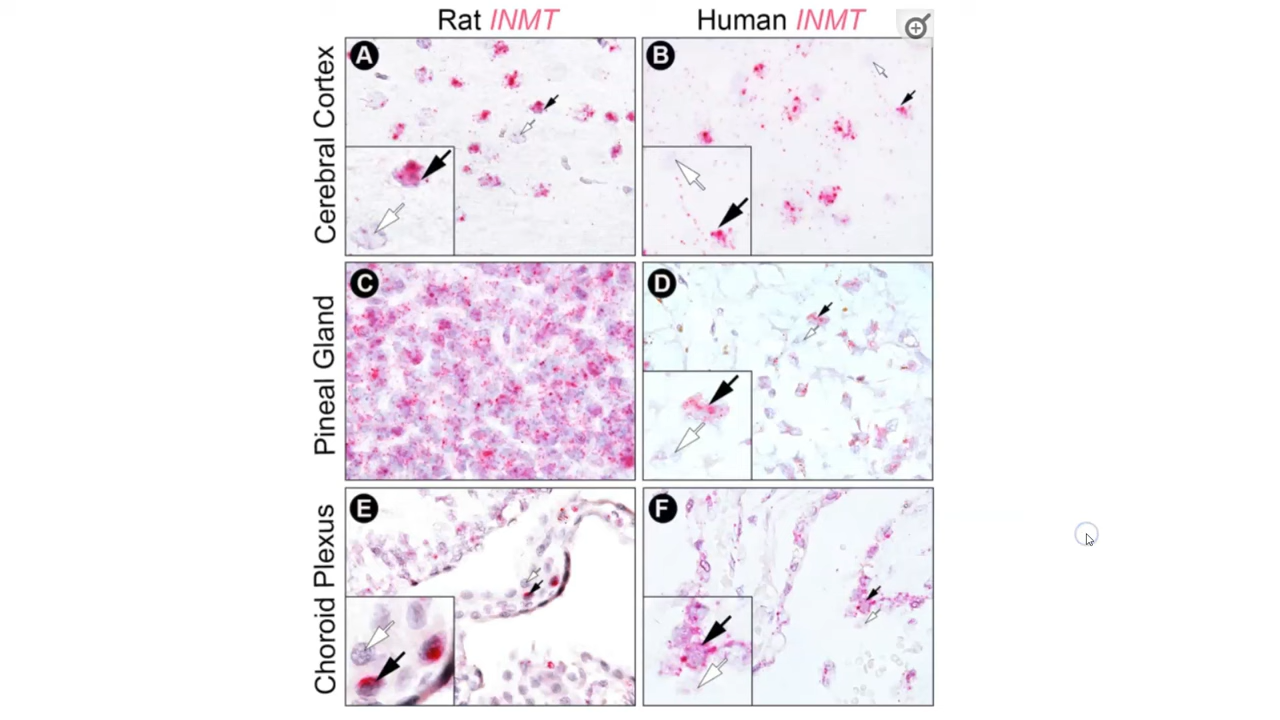 Rat INMT
Human INMT
Cerebral Cortex
A
B
Pineal Gland
C
D
Choroid Plexus
E
F